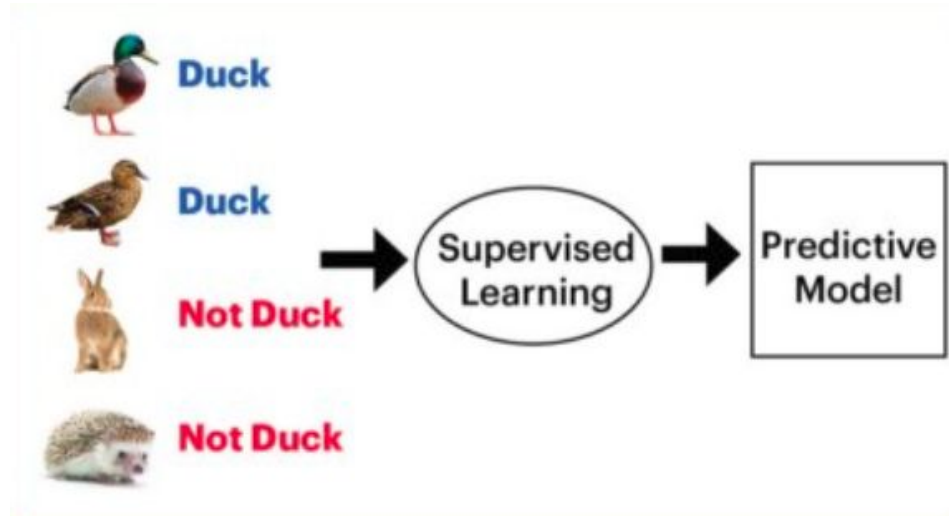 Duck
Duck
Not Duck
Not Duck
Supervised
Learning
Predictive
Model